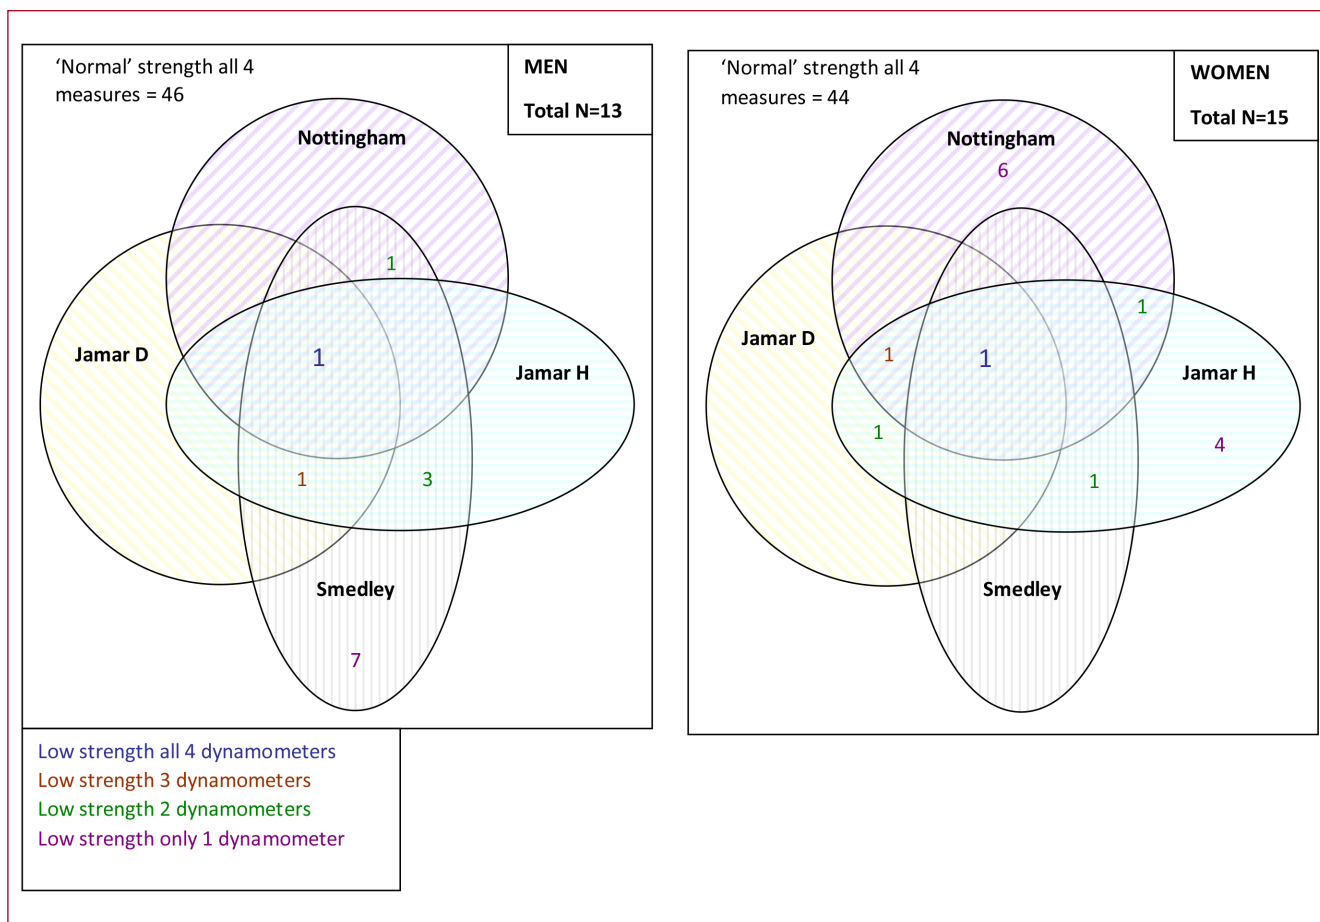 ‘Normal’ strength all 4
measures = 46
MEN
Total N=13
Nottingham
1
Jamar D
1
Jamar H
1
3
Smedley
7
‘Normal’ strength all 4
measures = 44
WOMEN
Total N=15
Nottingham
6
1
Jamar D
1
1
Jamar H
1
4
1
Smedley
Low strength all 4 dynamometers
Low strength 3 dynamometers
Low strength 2 dynamometers
Low strength only 1 dynamometer